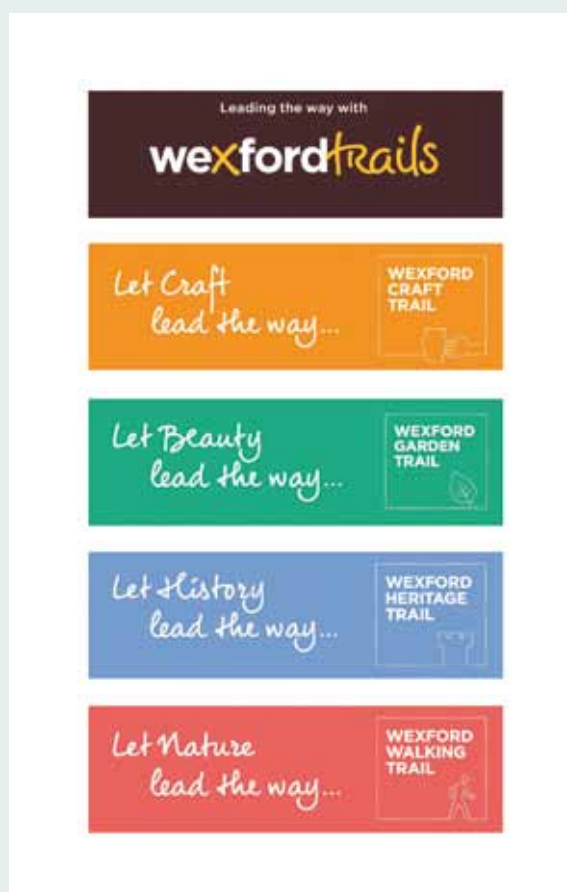 Leading the way with
wexfordtrails
Let Craft
lead the way...
WEXFORD
CRAFT
TRAIL
Let Beauty
lead the way...
WEXFORD
GARDEN
TRAIL
Let History
lead the way...
WEXFORD
HERITAGE
TRAIL
Let Nature
lead the way...
WEXFORD
WALKING
TRAIL